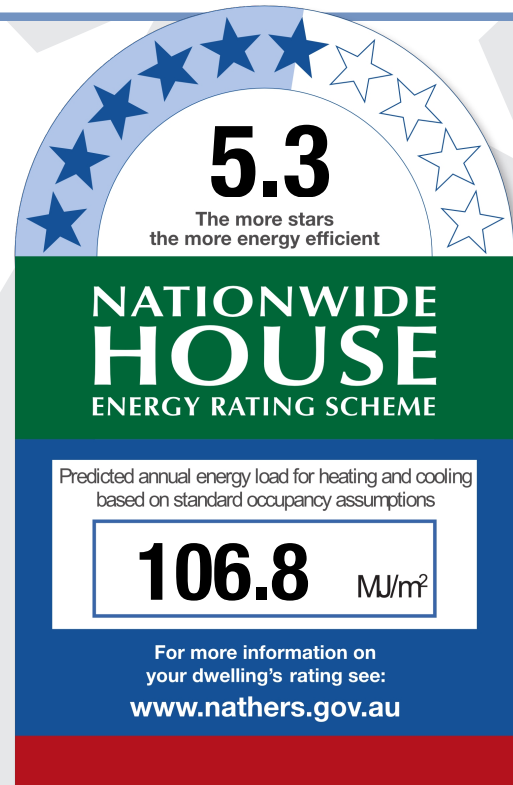 5.3
The more stars
the more energy efficient
NATIONWIDE
HOUSE
ENERGY RATING SCHEME
Predicted annual energy load for heating and cooling
based on standard occupancy assumptions
106.8 MJ/m²
For more information on
your dwelling's rating see:
www.nathers.gov.au